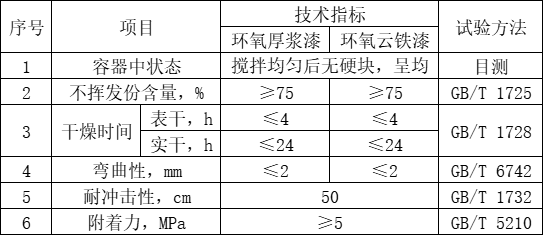 序号 项目 技术指标 试验方法
环氧厚浆漆 环氧云铁漆
1 容器中状态 搅拌均匀后无硬块，呈均 目测
2 不挥发份含量，% ≥75 ≥75 GB/T 1725
3 干燥时间 表干，h ≤4 ≤4 GB/T 1728
实干，h ≤24 ≤24
4 弯曲性，mm ≤2 ≤2 GB/T 6742
5 耐冲击性，cm 50 GB/T 1732
6 附着力，MPa ≥5 GB/T 5210